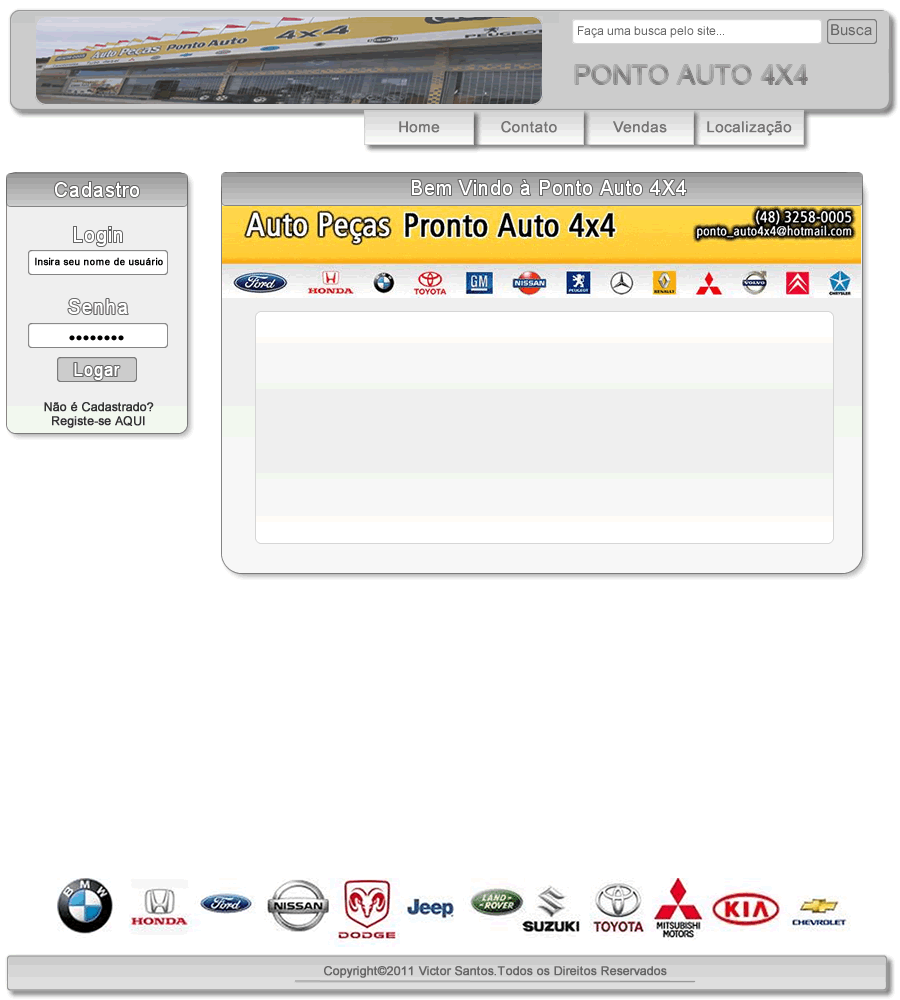 Auto Peças Ponto Auto 4X4
PEUGEOT
Faça uma busca pelo site...
Busca
PONTO AUTO 4X4
Home
Contato
Vendas
Localização
Cadastro
Login
Insira seu nome de usuário
Senha
Logar
Não é Cadastrado?
Registe-se AQUI
Bem Vindo à Ponto Auto 4X4
Auto Peças Pronto Auto 4x4
(48) 3258-0005
ponto_auto4x4@hotmail.com
Ford
HONDA
TOYOTA
GM
NISSAN
PEUGEOT
RENAULT
VOLVO
CHRYSLER
BMW
HONDA
Ford
NISSAN
DODGE
Jeep
LAND-ROVER
SUZUKI
TOYOTA
MITSUBISHI
MOTORS
KIA
CHEVROLET
Copyright©2011 Victor Santos.Todos os Direitos Reservados